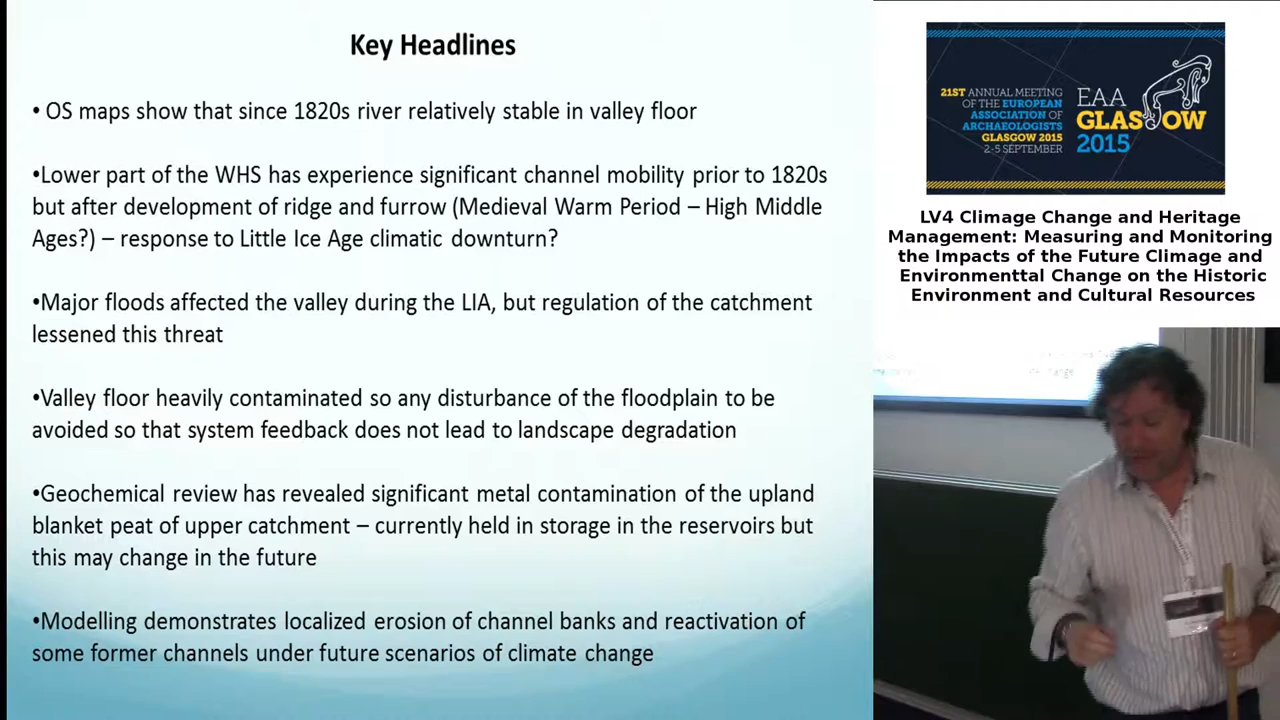 Key Headlines
• OS maps show that since 1820s river relatively stable in valley floor
•Lower part of the WHS has experience significant channel mobility prior to 1820s
but after development of ridge and furrow (Medieval Warm Period – High Middle
Ages?) – response to Little Ice Age climatic downturn?
•Major floods affected the valley during the LIA, but regulation of the catchment
lessened this threat
•Valley floor heavily contaminated so any disturbance of the floodplain to be
avoided so that system feedback does not lead to landscape degradation
•Geochemical review has revealed significant metal contamination of the upland
blanket peat of upper catchment – currently held in storage in the reservoirs but
this may change in the future
•Modelling demonstrates localized erosion of channel banks and reactivation of
some former channels under future scenarios of climate change
21ST ANNUAL MEETING
OF THE EUROPEAN
ASSOCIATION OF
ARCHAEOLOGISTS
GLASGOW 2015
2-5 SEPTEMBER
EAA
GLASGOW
2015
LV4 Climage Change and Heritage
Management: Measuring and Monitoring
the Impacts of the Future Climage and
Environmenttal Change on the Historic
Environment and Cultural Resources